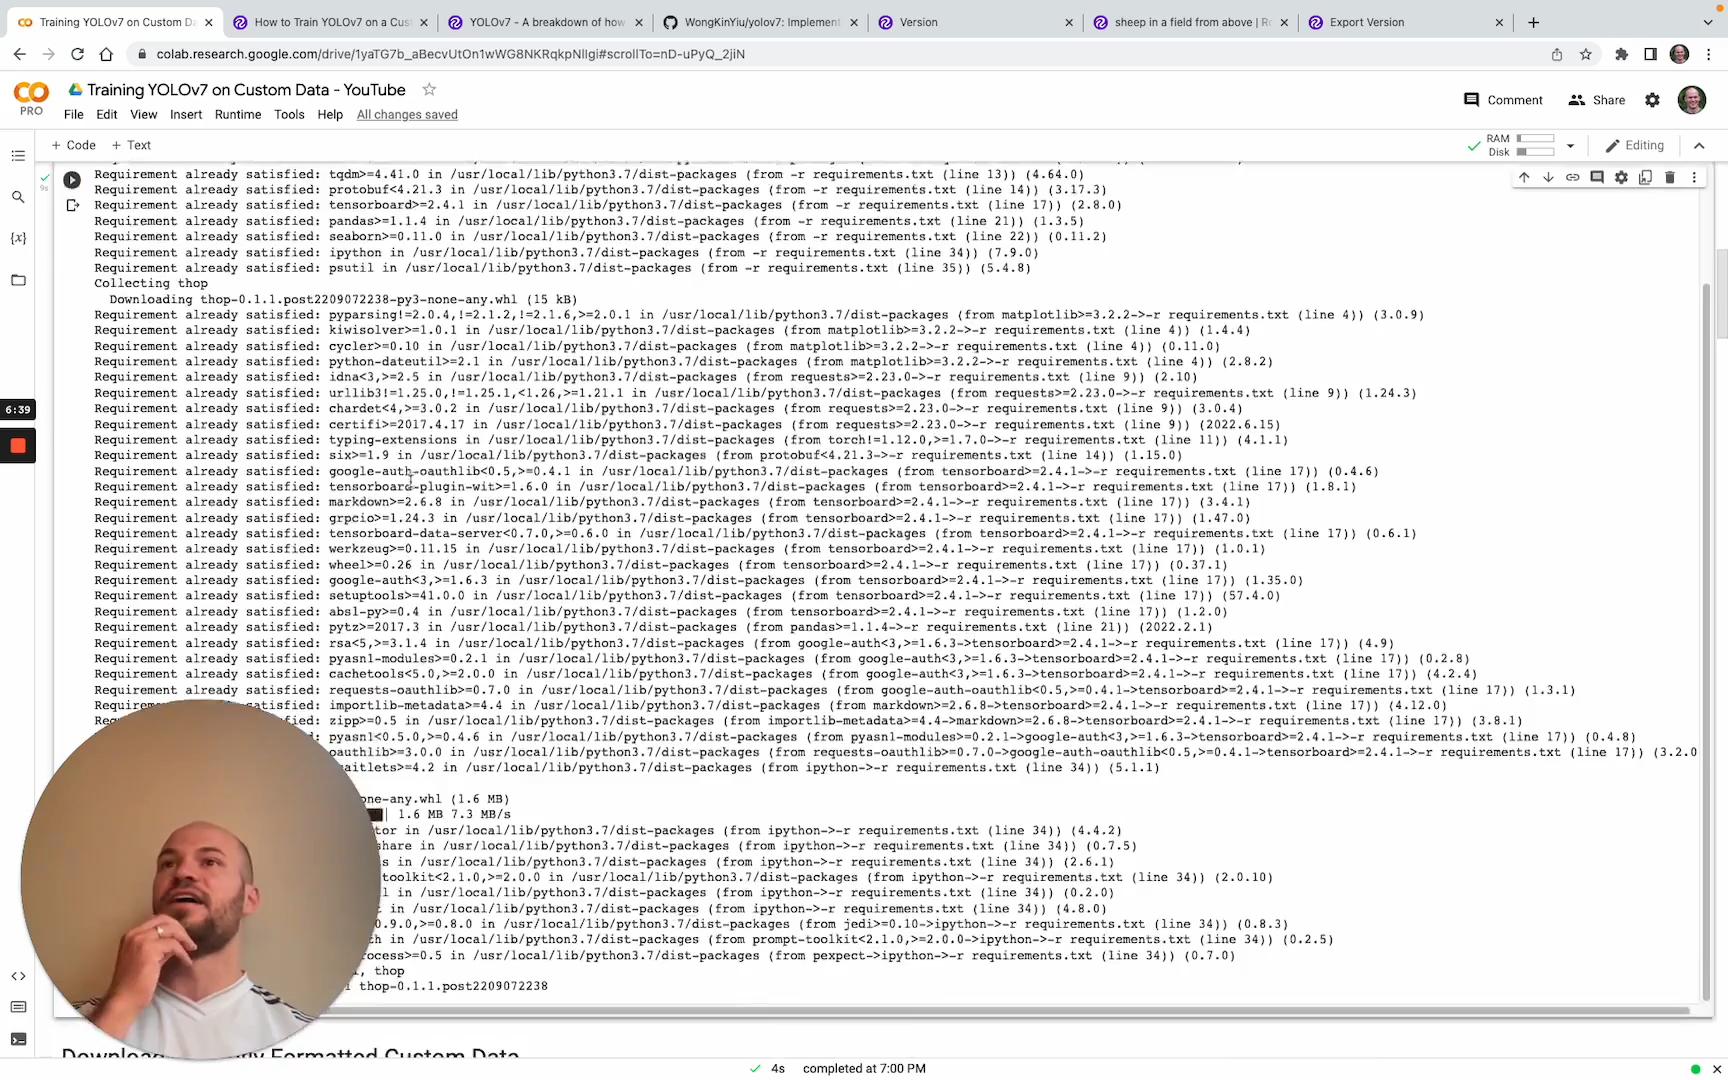 Training YOLOv7 on Custom Da
How to Train YOLOv7 on a Cust
YOLOv7 - A breakdown of how
WongKinYiu/yolov7: Implement
Version
sheep in a field from above | Ro
Export Version
colab.research.google.com/drive/1yaTG7b_aBecvUtOn1wWG8NKRqkpNlIgi#scrollTo=nD-uPyQ_2jiN
PRO
Training YOLOv7 on Custom Data - YouTube
Comment
Share
File Edit View Insert Runtime Tools Help All changes saved
+ Code + Text
RAM
Disk
Editing
9s
Requirement already satisfied: tqdm>=4.41.0 in /usr/local/lib/python3.7/dist-packages (from -r requirements.txt (line 13)) (4.64.0)
Requirement already satisfied: protobuf<4.21.3 in /usr/local/lib/python3.7/dist-packages (from -r requirements.txt (line 14)) (3.17.3)
Requirement already satisfied: tensorboard>=2.4.1 in /usr/local/lib/python3.7/dist-packages (from -r requirements.txt (line 17)) (2.8.0)
Requirement already satisfied: pandas>=1.1.4 in /usr/local/lib/python3.7/dist-packages (from -r requirements.txt (line 21)) (1.3.5)
Requirement already satisfied: seaborn>=0.11.0 in /usr/local/lib/python3.7/dist-packages (from -r requirements.txt (line 22)) (0.11.2)
Requirement already satisfied: ipython in /usr/local/lib/python3.7/dist-packages (from -r requirements.txt (line 34)) (7.9.0)
Requirement already satisfied: psutil in /usr/local/lib/python3.7/dist-packages (from -r requirements.txt (line 35)) (5.4.8)
Collecting thop
Downloading thop-0.1.1.post2209072238-py3-none-any.whl (15 kB)
Requirement already satisfied: pyparsing!=2.0.4,!=2.1.2,!=2.1.6,>=2.0.1 in /usr/local/lib/python3.7/dist-packages (from matplotlib>=3.2.2->-r requirements.txt (line 4)) (3.0.9)
Requirement already satisfied: kiwisolver>=1.0.1 in /usr/local/lib/python3.7/dist-packages (from matplotlib>=3.2.2->-r requirements.txt (line 4)) (1.4.4)
Requirement already satisfied: cycler>=0.10 in /usr/local/lib/python3.7/dist-packages (from matplotlib>=3.2.2->-r requirements.txt (line 4)) (0.11.0)
Requirement already satisfied: python-dateutil>=2.1 in /usr/local/lib/python3.7/dist-packages (from matplotlib>=3.2.2->-r requirements.txt (line 4)) (2.8.2)
Requirement already satisfied: idna<3,>=2.5 in /usr/local/lib/python3.7/dist-packages (from requests>=2.23.0->-r requirements.txt (line 9)) (2.10)
Requirement already satisfied: urllib3!=1.25.0,!=1.25.1,<1.26,>=1.21.1 in /usr/local/lib/python3.7/dist-packages (from requests>=2.23.0->-r requirements.txt (line 9)) (1.24.3)
Requirement already satisfied: chardet<4,>=3.0.2 in /usr/local/lib/python3.7/dist-packages (from requests>=2.23.0->-r requirements.txt (line 9)) (3.0.4)
6:39
Requirement already satisfied: certifi>=2017.4.17 in /usr/local/lib/python3.7/dist-packages (from requests>=2.23.0->-r requirements.txt (line 9)) (2022.6.15)
Requirement already satisfied: typing-extensions in /usr/local/lib/python3.7/dist-packages (from torch!=1.12.0,>=1.7.0->-r requirements.txt (line 11)) (4.1.1)
Requirement already satisfied: six>=1.9 in /usr/local/lib/python3.7/dist-packages (from protobuf<4.21.3->-r requirements.txt (line 14)) (1.15.0)
Requirement already satisfied: google-auth-oauthlib<0.5,>=0.4.1 in /usr/local/lib/python3.7/dist-packages (from tensorboard>=2.4.1->-r requirements.txt (line 17)) (0.4.6)
Requirement already satisfied: tensorboard-plugin-wit>=1.6.0 in /usr/local/lib/python3.7/dist-packages (from tensorboard>=2.4.1->-r requirements.txt (line 17)) (1.8.1)
Requirement already satisfied: markdown>=2.6.8 in /usr/local/lib/python3.7/dist-packages (from tensorboard>=2.4.1->-r requirements.txt (line 17)) (3.4.1)
Requirement already satisfied: grpcio>=1.24.3 in /usr/local/lib/python3.7/dist-packages (from tensorboard>=2.4.1->-r requirements.txt (line 17)) (1.47.0)
Requirement already satisfied: tensorboard-data-server<0.7.0,>=0.6.0 in /usr/local/lib/python3.7/dist-packages (from tensorboard>=2.4.1->-r requirements.txt (line 17)) (0.6.1)
Requirement already satisfied: werkzeug>=0.11.15 in /usr/local/lib/python3.7/dist-packages (from tensorboard>=2.4.1->-r requirements.txt (line 17)) (1.0.1)
Requirement already satisfied: wheel>=0.26 in /usr/local/lib/python3.7/dist-packages (from tensorboard>=2.4.1->-r requirements.txt (line 17)) (0.37.1)
Requirement already satisfied: google-auth<3,>=1.6.3 in /usr/local/lib/python3.7/dist-packages (from tensorboard>=2.4.1->-r requirements.txt (line 17)) (1.35.0)
Requirement already satisfied: setuptools>=41.0.0 in /usr/local/lib/python3.7/dist-packages (from tensorboard>=2.4.1->-r requirements.txt (line 17)) (57.4.0)
Requirement already satisfied: absl-py>=0.4 in /usr/local/lib/python3.7/dist-packages (from tensorboard>=2.4.1->-r requirements.txt (line 17)) (1.2.0)
Requirement already satisfied: pytz>=2017.3 in /usr/local/lib/python3.7/dist-packages (from pandas>=1.1.4->-r requirements.txt (line 21)) (2022.2.1)
Requirement already satisfied: rsa<5,>=3.1.4 in /usr/local/lib/python3.7/dist-packages (from google-auth<3,>=1.6.3->tensorboard>=2.4.1->-r requirements.txt (line 17)) (4.9)
Requirement already satisfied: pyasn1-modules>=0.2.1 in /usr/local/lib/python3.7/dist-packages (from google-auth<3,>=1.6.3->tensorboard>=2.4.1->-r requirements.txt (line 17)) (0.2.8)
Requirement already satisfied: cachetools<5.0,>=2.0.0 in /usr/local/lib/python3.7/dist-packages (from google-auth<3,>=1.6.3->tensorboard>=2.4.1->-r requirements.txt (line 17)) (4.2.4)
Requirement already satisfied: requests-oauthlib>=0.7.0 in /usr/local/lib/python3.7/dist-packages (from google-auth-oauthlib<0.5,>=0.4.1->tensorboard>=2.4.1->-r requirements.txt (line 17)) (1.3.1)
Requirement already satisfied: importlib-metadata>=4.4 in /usr/local/lib/python3.7/dist-packages (from markdown>=2.6.8->tensorboard>=2.4.1->-r requirements.txt (line 17)) (4.12.0)
zipp>=0.5 in /usr/local/lib/python3.7/dist-packages (from importlib-metadata>=4.4->markdown>=2.6.8->tensorboard>=2.4.1->-r requirements.txt (line 17)) (3.8.1)
pyasn1<0.5.0,>=0.4.6 in /usr/local/lib/python3.7/dist-packages (from pyasn1-modules>=0.2.1->google-auth<3,>=1.6.3->tensorboard>=2.4.1->-r requirements.txt (line 17)) (0.4.8)
oauthlib>=3.0.0 in /usr/local/lib/python3.7/dist-packages (from requests-oauthlib>=0.7.0->google-auth-oauthlib<0.5,>=0.4.1->tensorboard>=2.4.1->-r requirements.txt (line 17)) (3.2.0
aitlets>=4.2 in /usr/local/lib/python3.7/dist-packages (from ipython->-r requirements.txt (line 34)) (5.1.1)
one-any.whl (1.6 MB)
| 1.6 MB 7.3 MB/s
tor in /usr/local/lib/python3.7/dist-packages (from ipython->-r requirements.txt (line 34)) (4.4.2)
share in /usr/local/lib/python3.7/dist-packages (from ipython->-r requirements.txt (line 34)) (0.7.5)
s in /usr/local/lib/python3.7/dist-packages (from ipython->-r requirements.txt (line 34)) (2.6.1)
toolkit<2.1.0,>=2.0.0 in /usr/local/lib/python3.7/dist-packages (from ipython->-r requirements.txt (line 34)) (2.0.10)
l in /usr/local/lib/python3.7/dist-packages (from ipython->-r requirements.txt (line 34)) (0.2.0)
t in /usr/local/lib/python3.7/dist-packages (from ipython->-r requirements.txt (line 34)) (4.8.0)
0.9.0,>=0.8.0 in /usr/local/lib/python3.7/dist-packages (from jedi>=0.10->ipython->-r requirements.txt (line 34)) (0.8.3)
th in /usr/local/lib/python3.7/dist-packages (from prompt-toolkit<2.1.0,>=2.0.0->ipython->-r requirements.txt (line 34)) (0.2.5)
rocess>=0.5 in /usr/local/lib/python3.7/dist-packages (from pexpect->ipython->-r requirements.txt (line 34)) (0.7.0)
, thop
thop-0.1.1.post2209072238
Formatted Custom Data
4s completed at 7:00 PM